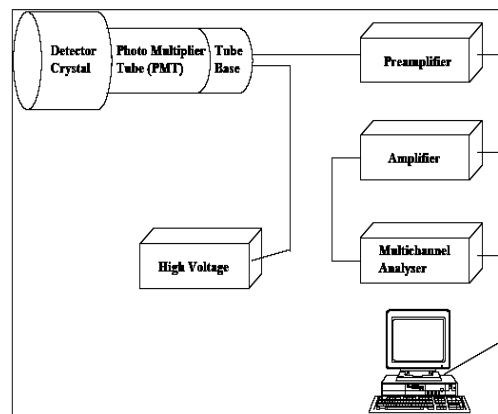 Detector
Crystal
Photo Multiplier
Tube (PMT)
Tube
Base
Preamplifier
Amplifier
High Voltage
Multichannel
Analyser